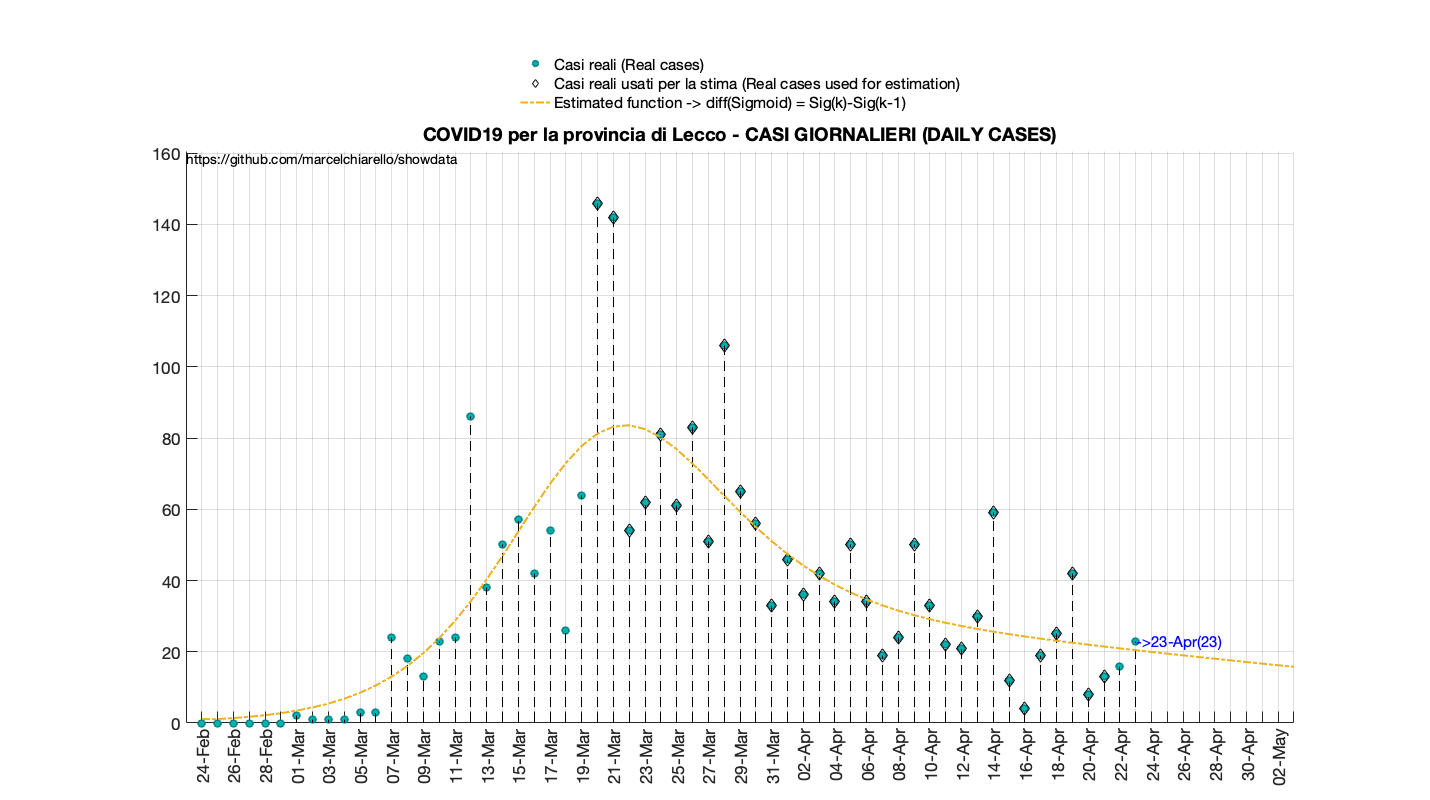 Casi reali (Real cases)
Casi reali usati per la stima (Real cases used for estimation)
Estimated function -> diff(Sigmoid) = Sig(k)-Sig(k-1)
COVID19 per la provincia di Lecco - CASI GIORNALIERI (DAILY CASES)
https://github.com/marcelchiarello/showdata
160
140
120
100
80
60
40
20
0
->23-Apr(23)
24-Feb
26-Feb
28-Feb
01-Mar
03-Mar
05-Mar
07-Mar
09-Mar
11-Mar
13-Mar
15-Mar
17-Mar
19-Mar
21-Mar
23-Mar
25-Mar
27-Mar
29-Mar
31-Mar
02-Apr
04-Apr
06-Apr
08-Apr
10-Apr
12-Apr
14-Apr
16-Apr
18-Apr
20-Apr
22-Apr
24-Apr
26-Apr
28-Apr
30-Apr
02-May